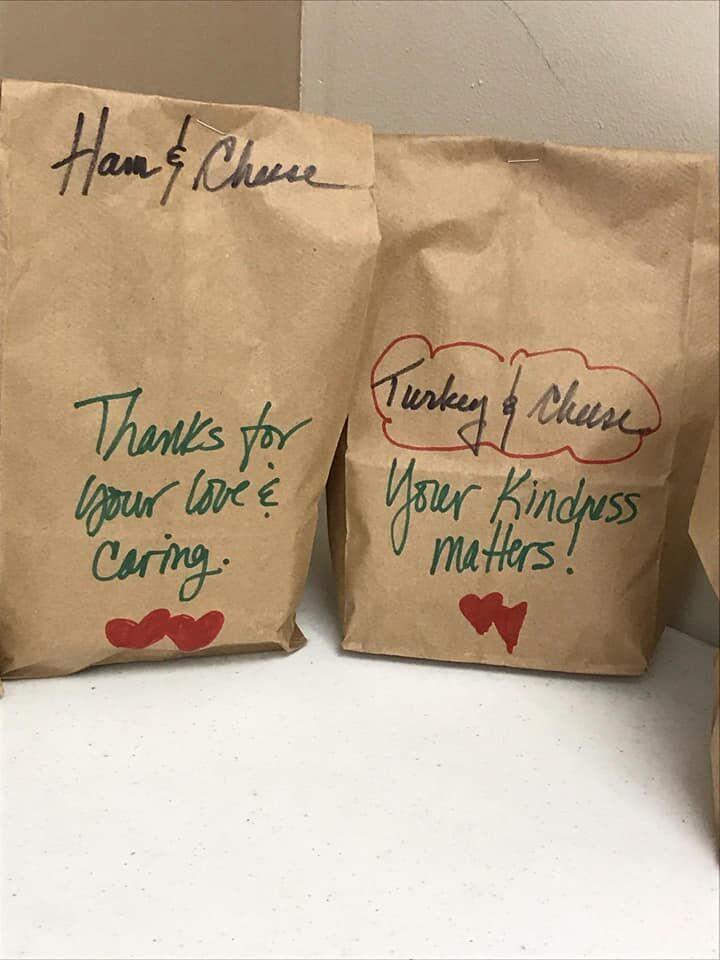 Ham & Cheese
Thanks for
your love &
Caring.
Turkey & Cheese
Your Kindness
matters!